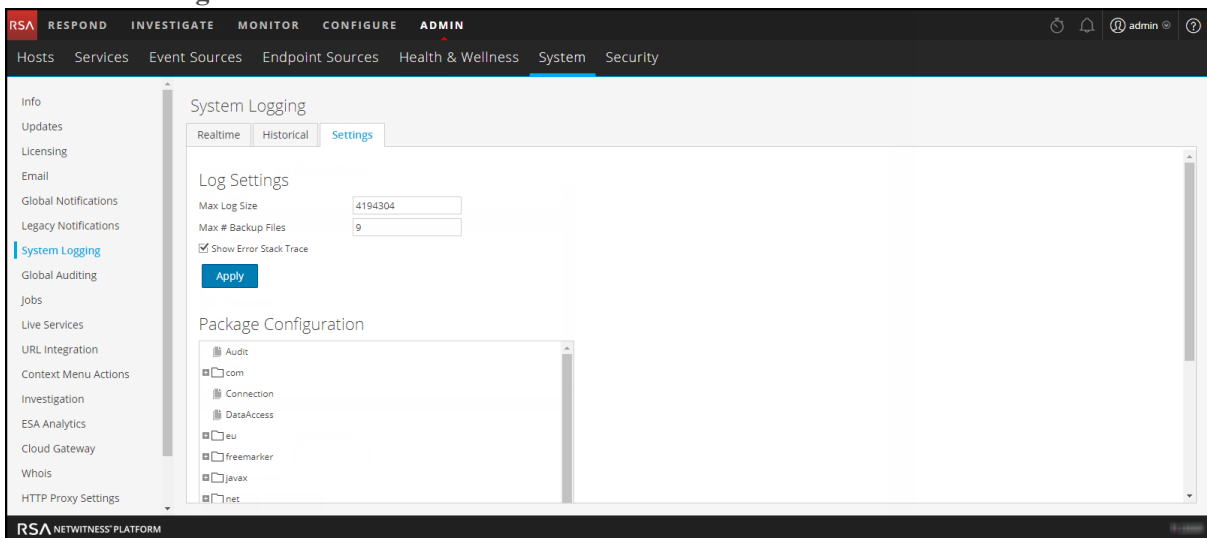 RSA RESPOND INVESTIGATE MONITOR CONFIGURE ADMIN admin
Hosts Services Event Sources Endpoint Sources Health & Wellness System Security
Info
Updates
Licensing
Email
Global Notifications
Legacy Notifications
System Logging
Global Auditing
Jobs
Live Services
URL Integration
Context Menu Actions
Investigation
ESA Analytics
Cloud Gateway
Whois
HTTP Proxy Settings
System Logging
Realtime Historical Settings
Log Settings
Max Log Size 4194304
Max # Backup Files 9
Show Error Stack Trace
Apply
Package Configuration
Audit
com
Connection
DataAccess
eu
freemarker
javax
net
RSA NETWITNESS® PLATFORM